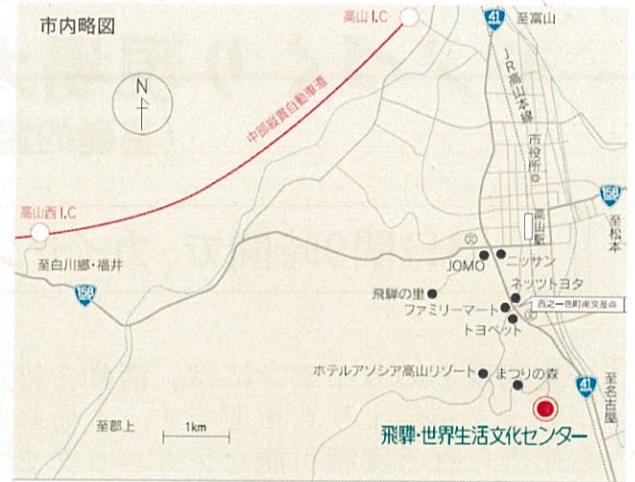 市内略図
高山I.C
41
至富山
JR高山本線
N
中部縦貫自動車道
市役所
高山西I.C
158
高山駅
至松本
至白川郷・福井
158
JOMO
ニッサン
飛騨の里
ネッツトヨタ
ファミリーマート
西之一色町南交差点
トヨペット
ホテルアソシア高山リゾート
まつりの森
41
至名古屋
至郡上
1km
飛騨・世界生活文化センター